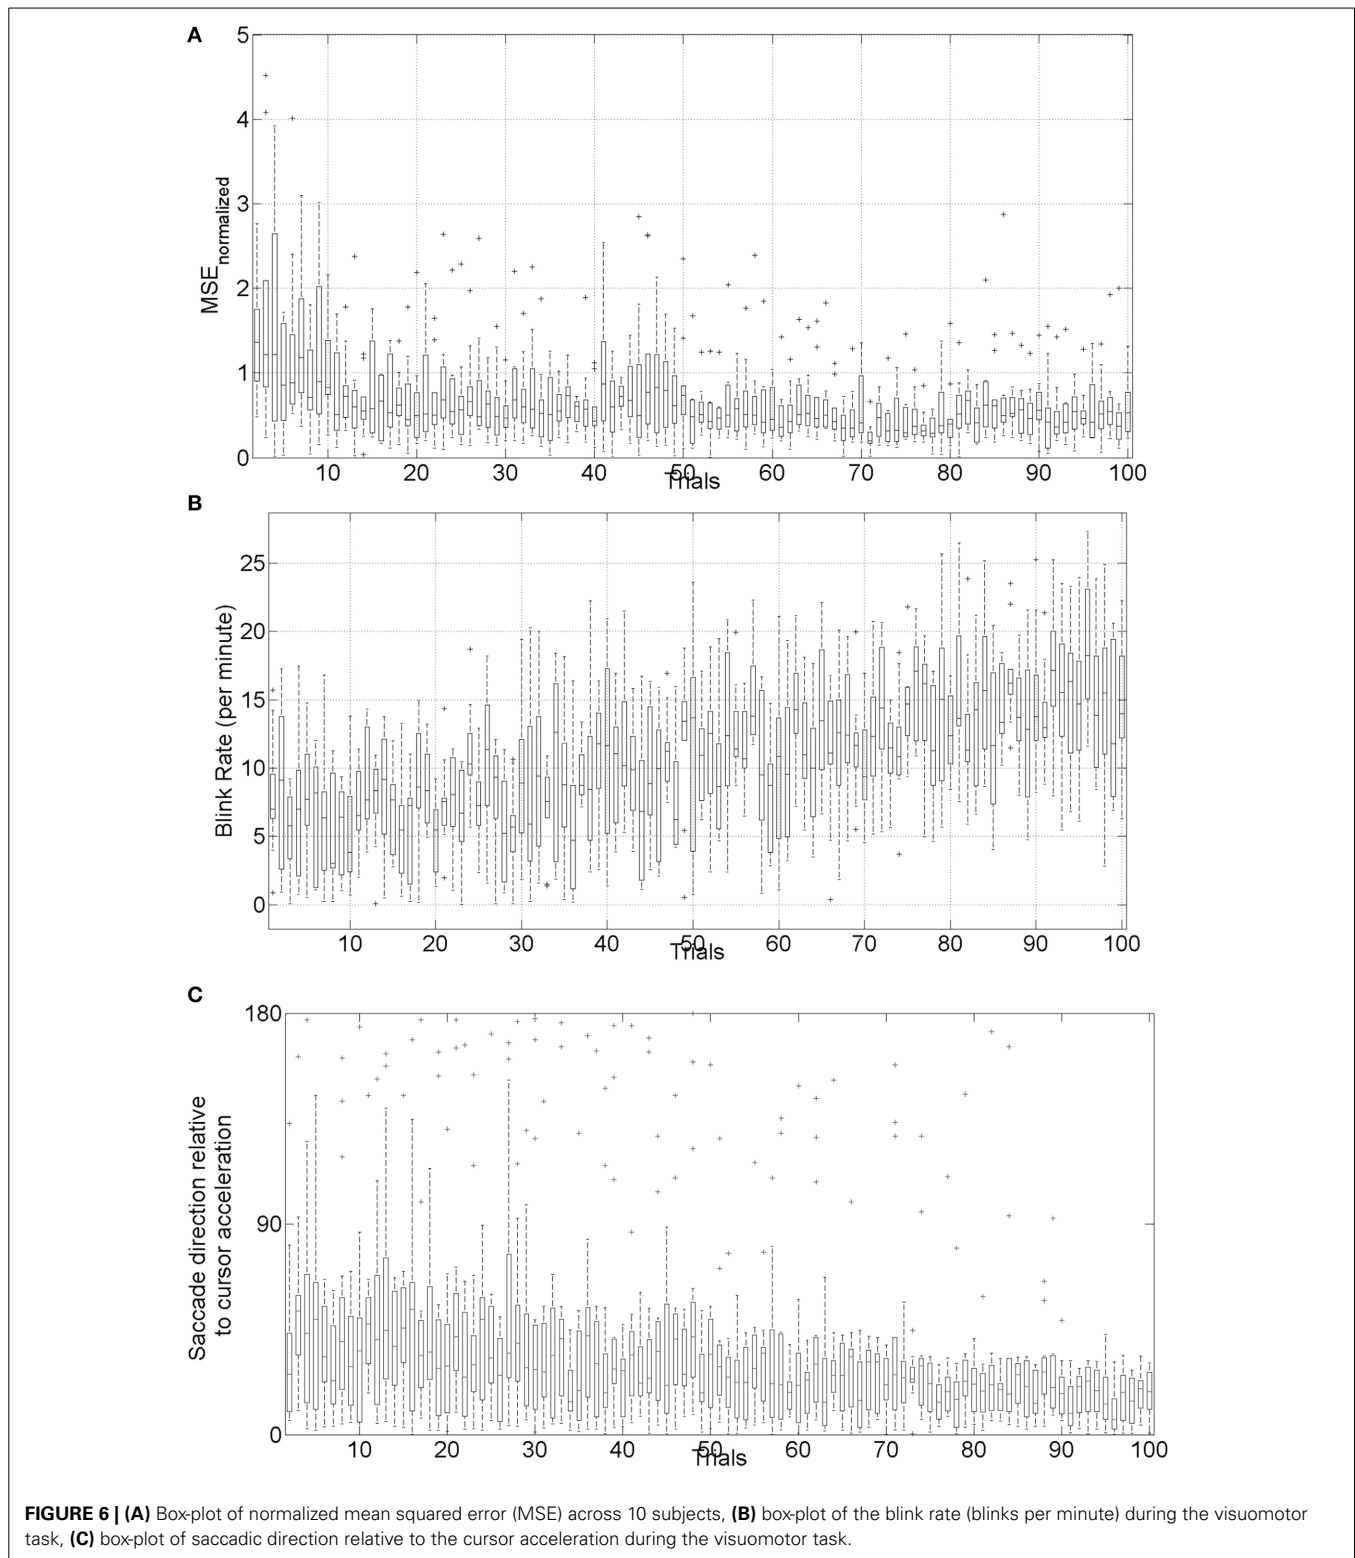 A
5
4
3
2
1
0
MSEnormalized
10 20 30 40 50 60 70 80 90 100
Trials
B
25
20
15
10
5
0
Blink Rate (per minute)
10 20 30 40 50 60 70 80 90 100
Trials
C
180
90
0
Saccade direction relative
to cursor acceleration
10 20 30 40 50 60 70 80 90 100
Trials
FIGURE 6 | (A) Box-plot of normalized mean squared error (MSE) across 10 subjects, (B) box-plot of the blink rate (blinks per minute) during the visuomotor
task, (C) box-plot of saccadic direction relative to the cursor acceleration during the visuomotor task.